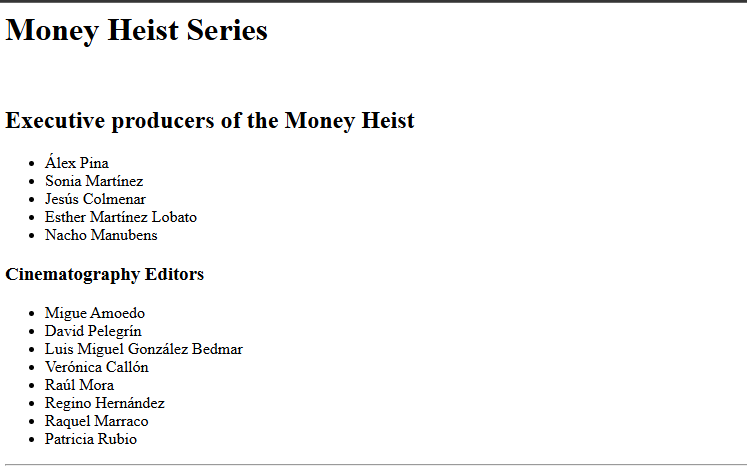 Money Heist Series
Executive producers of the Money Heist
Álex Pina
Sonia Martínez
Jesús Colmenar
Esther Martínez Lobato
Nacho Manubens
Cinematography Editors
Migue Amoedo
David Pelegrín
Luis Miguel González Bedmar
Verónica Callón
Raúl Mora
Regino Hernández
Raquel Marraco
Patricia Rubio